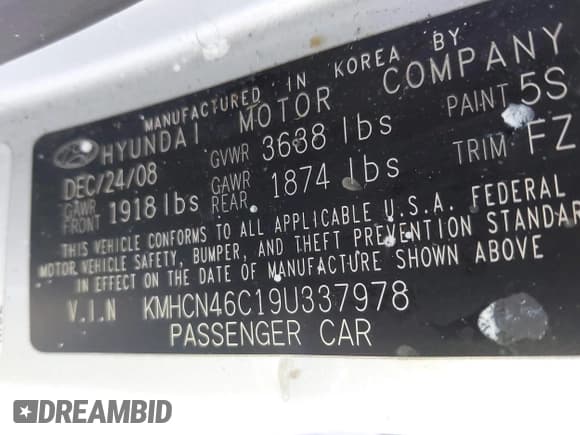 MANUFACTURED IN KOREA BY
HYUNDAI MOTOR COMPANY
DEC/24/08 GVWR 3638 lbs PAINT 5S
GAWR FRONT 1918 lbs GAWR REAR 1874 lbs TRIM FZ
THIS VEHICLE CONFORMS TO ALL APPLICABLE U.S.A. FEDERAL
MOTOR VEHICLE SAFETY, BUMPER, AND THEFT PREVENTION STANDAR
IN EFFECT ON THE DATE OF MANUFACTURE SHOWN ABOVE
V.I.N KMHCN46C19U337978
PASSENGER CAR
DREAMBID